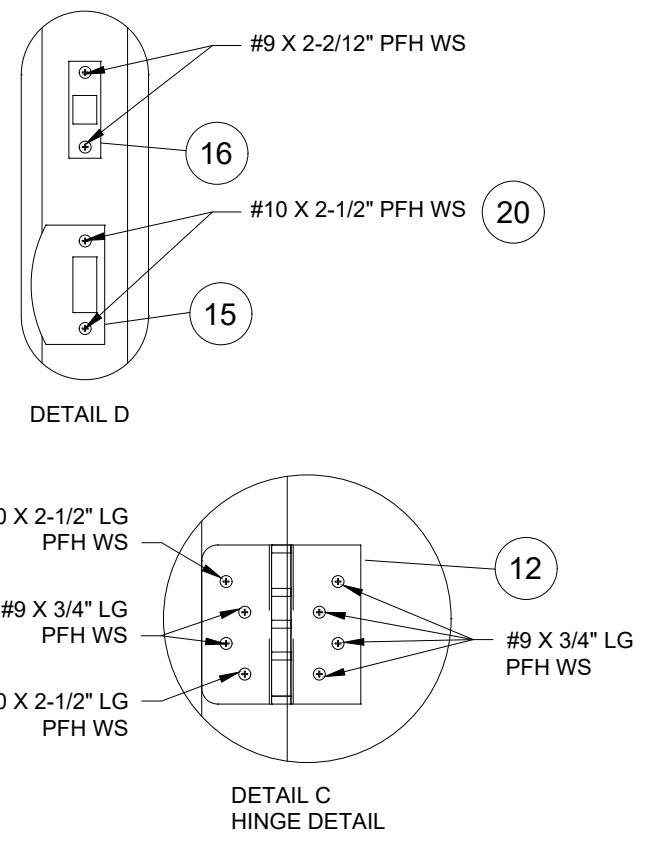 #9 X 2-2/12" PFH WS
16
#10 X 2-1/2" PFH WS
20
15
DETAIL D
0 X 2-1/2" LG
PFH WS
12
#9 X 3/4" LG
PFH WS
#9 X 3/4" LG
PFH WS
0 X 2-1/2" LG
PFH WS
DETAIL C
HINGE DETAIL